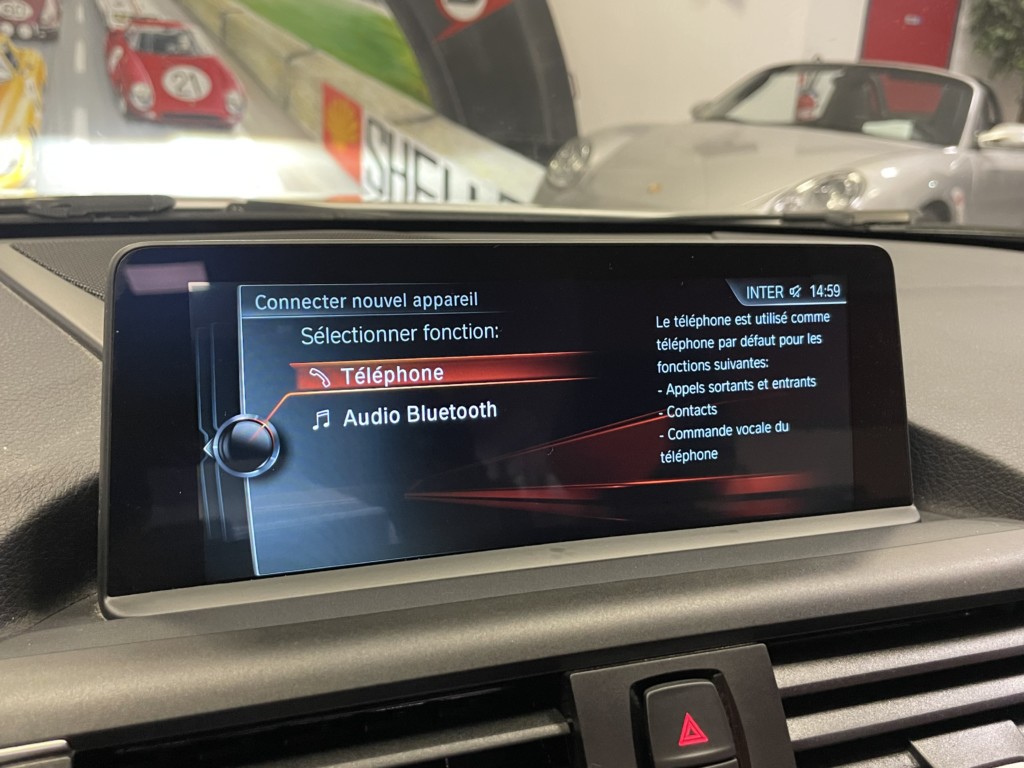 21
SHELL
Connecter nouvel appareil
INTER 14:59
Sélectionner fonction:
Téléphone
Audio Bluetooth
Le téléphone est utilisé comme
téléphone par défaut pour les
fonctions suivantes:
- Appels sortants et entrants
- Contacts
- Commande vocale du
téléphone